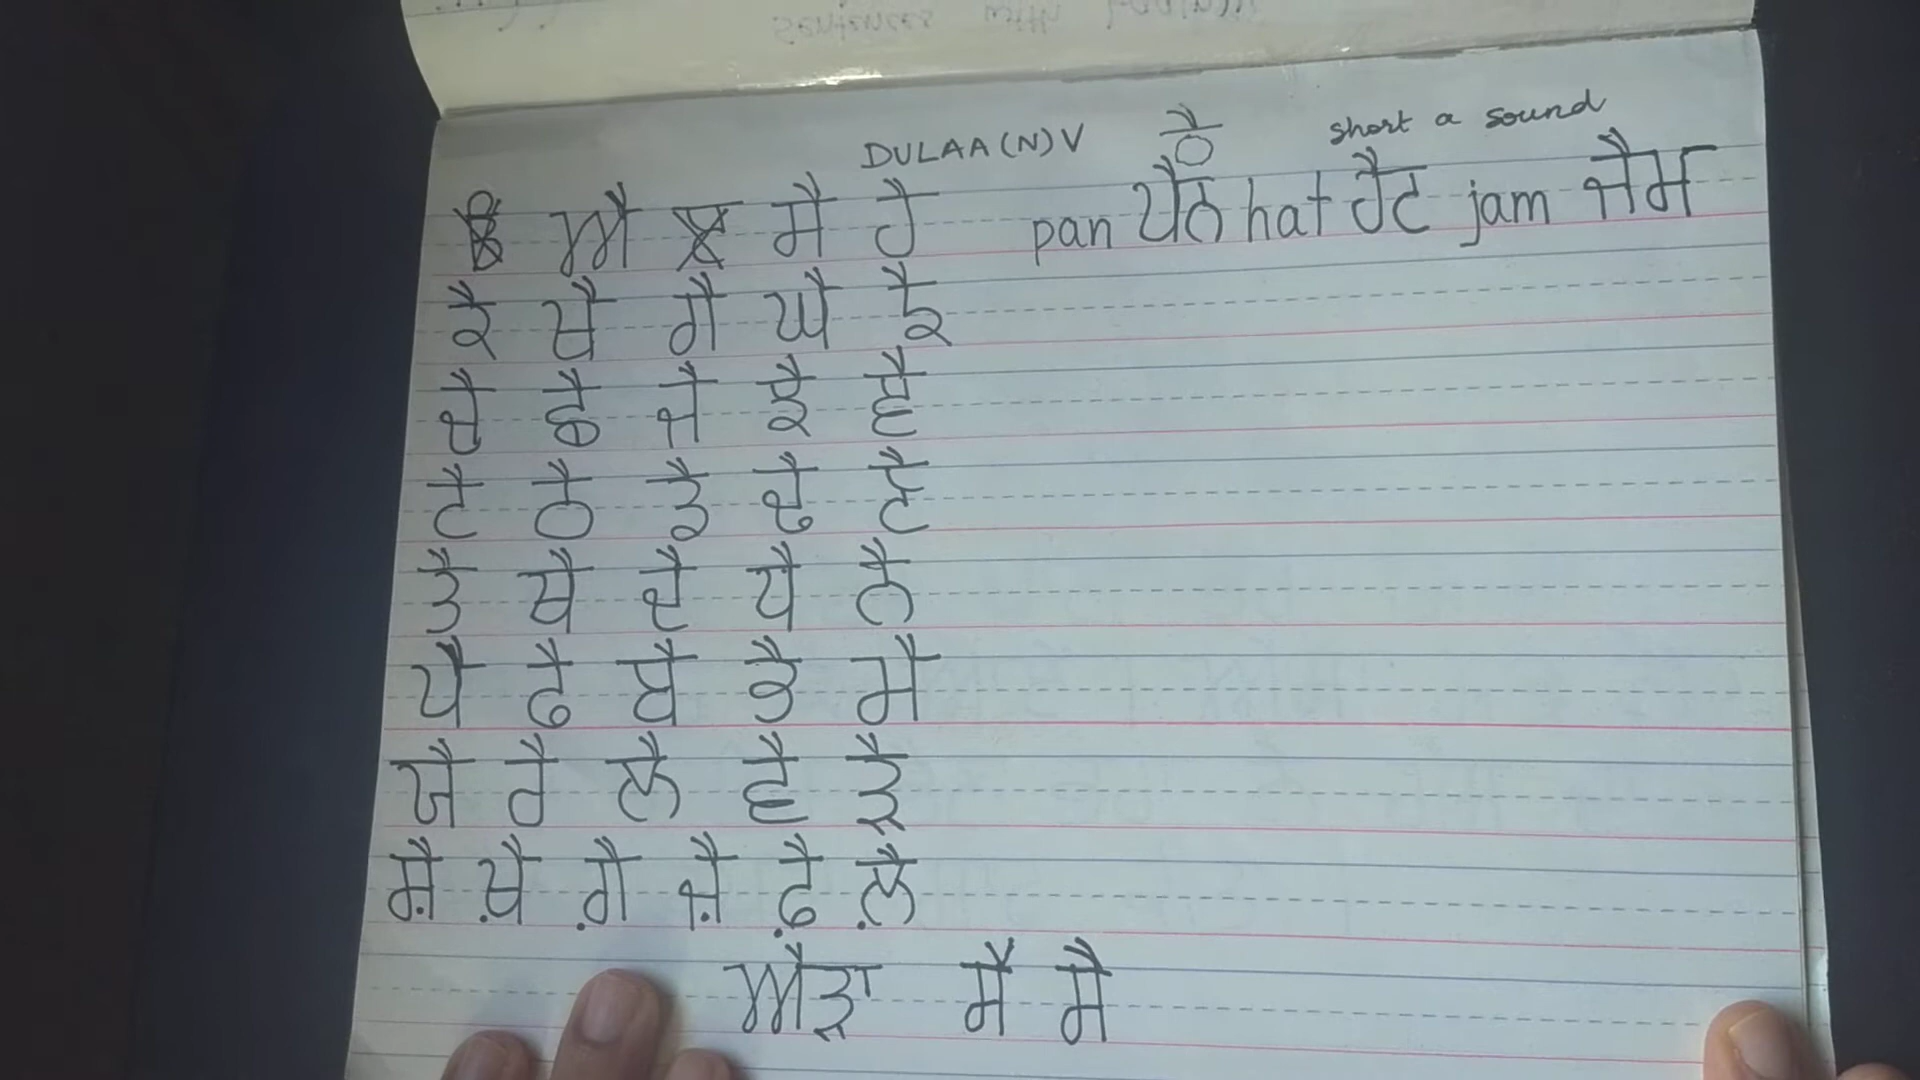 DULAA(N)V ੈ short a sound
ਅੈ ਸੈ ਹੈ pan ਪੈਨ hat ਹੈਟ jam ਜੈਮ
ਕੈ ਖੈ ਗੈ ਘੈ ਙੈ
ਚੈ ਛੈ ਜੈ ਝੈ ਞੈ
ਟੈ ਠੈ ਡੈ ਢੈ ਣੈ
ਤੈ ਥੈ ਦੈ ਧੈ ਨੈ
ਪੈ ਫੈ ਬੈ ਭੈ ਮੈ
ਯੈ ਰੈ ਲੈ ਵੈ ੜੈ
ਸ਼ੈ ਖ਼ੈ ਗ਼ੈ ਜ਼ੈ ਫ਼ੈ ਲ਼ੈ
ਅੈੜਾ ਸੈ ਸੈ